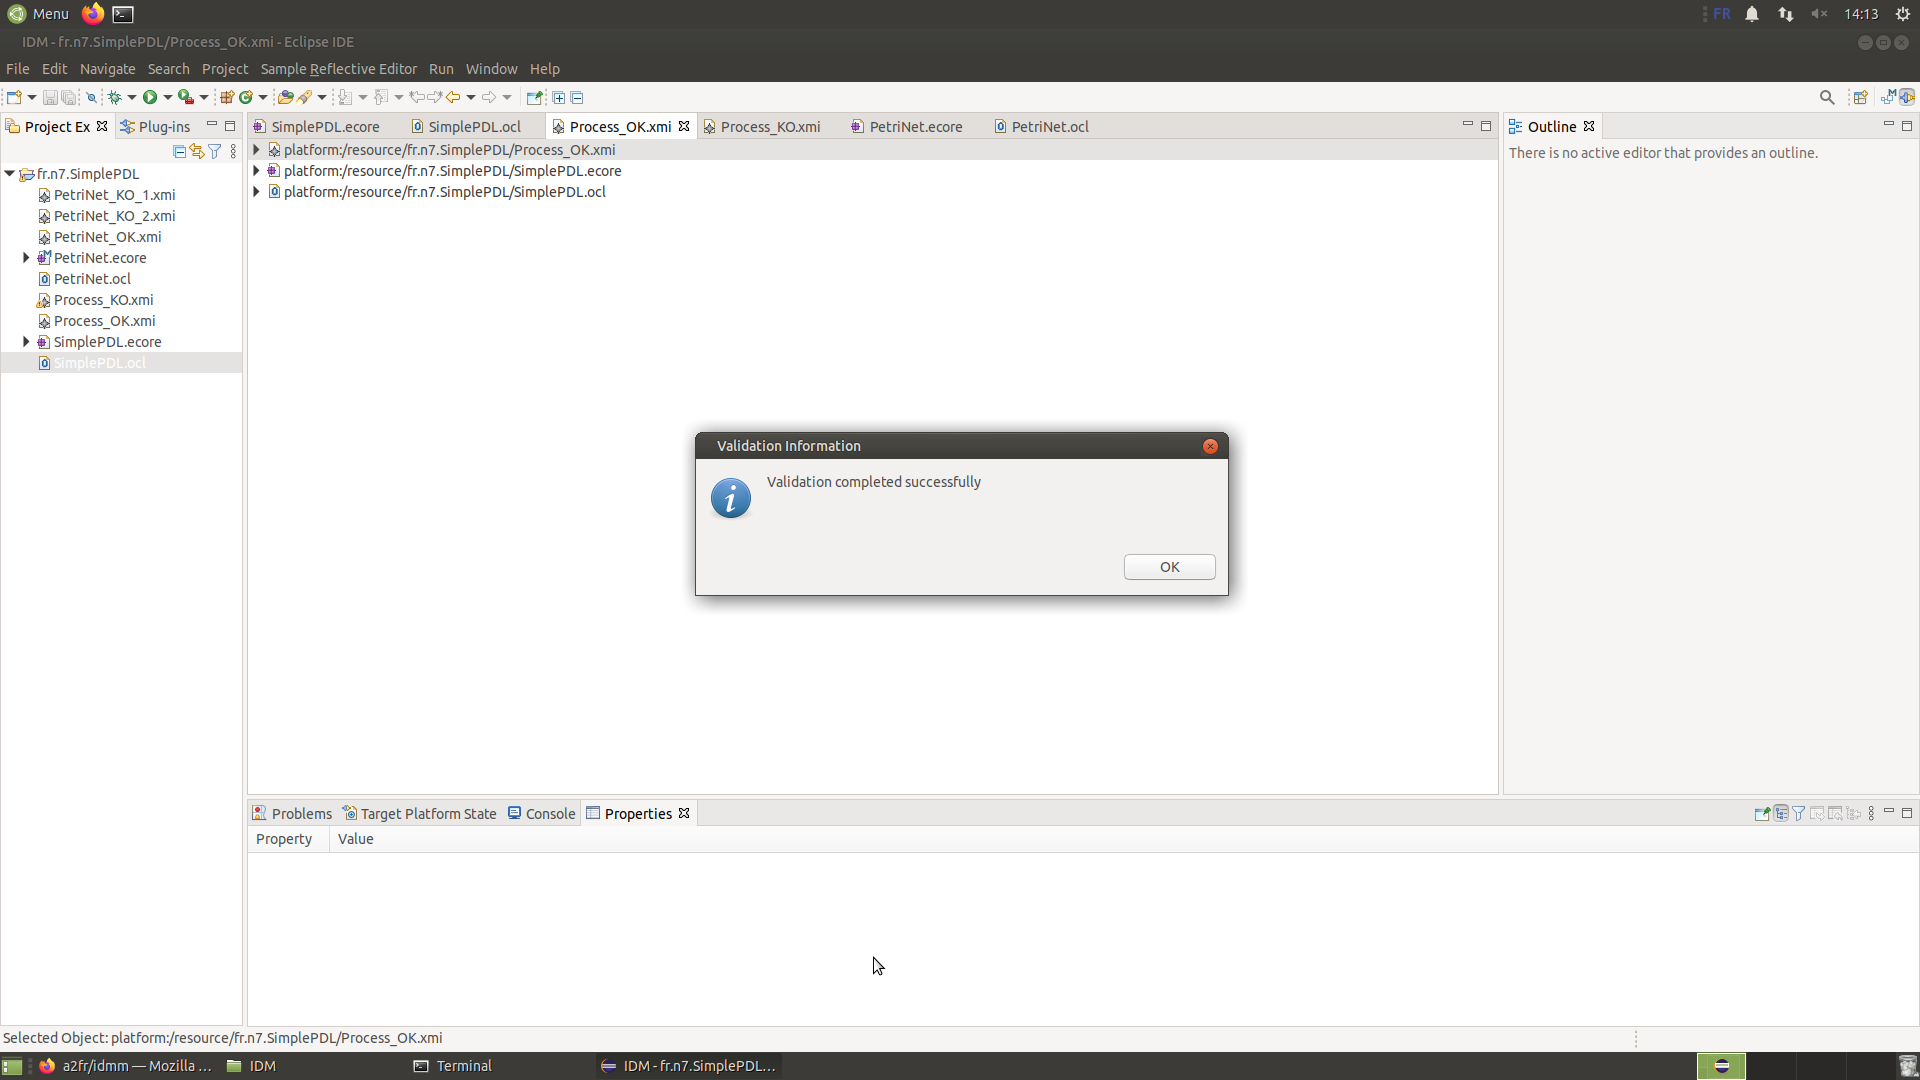 Menu
FR
14:13
IDM - fr.n7.SimplePDL/Process_OK.xmi - Eclipse IDE
File Edit Navigate Search Project Sample Reflective Editor Run Window Help
Project Ex Plug-ins
SimplePDL.ecore SimplePDL.ocl Process_OK.xmi Process_KO.xmi PetriNet.ecore PetriNet.ocl
Outline
There is no active editor that provides an outline.
fr.n7.SimplePDL
PetriNet_KO_1.xmi
PetriNet_KO_2.xmi
PetriNet_OK.xmi
PetriNet.ecore
PetriNet.ocl
Process_KO.xmi
Process_OK.xmi
SimplePDL.ecore
SimplePDL.ocl
platform:/resource/fr.n7.SimplePDL/Process_OK.xmi
platform:/resource/fr.n7.SimplePDL/SimplePDL.ecore
platform:/resource/fr.n7.SimplePDL/SimplePDL.ocl
Validation Information
Validation completed successfully
OK
Problems Target Platform State Console Properties
Property Value
Selected Object: platform:/resource/fr.n7.SimplePDL/Process_OK.xmi
a2fr/idmm — Mozilla ... IDM Terminal IDM - fr.n7.SimplePDL...